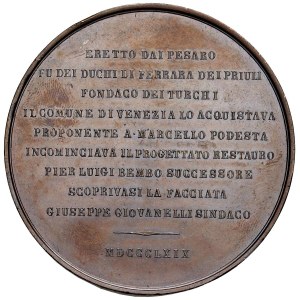 ERETTO DAI PESARO
FU DEI DUCHI DI FERRARA DEI PRIULI
FONDACO DEI TURCHI
IL COMUNE DI VENEZIA LO ACQUISTAVA
PROPONENTE A·MARCELLO PODESTA
INCOMINCIAVA IL PROGETTATO RESTAURO
PIER LUIGI BEMBO SUCCESSORE
SCOPRIVASI LA FACCIATA
GIUSEPPE GIOVANELLI SINDACO
MDCCCLXIX